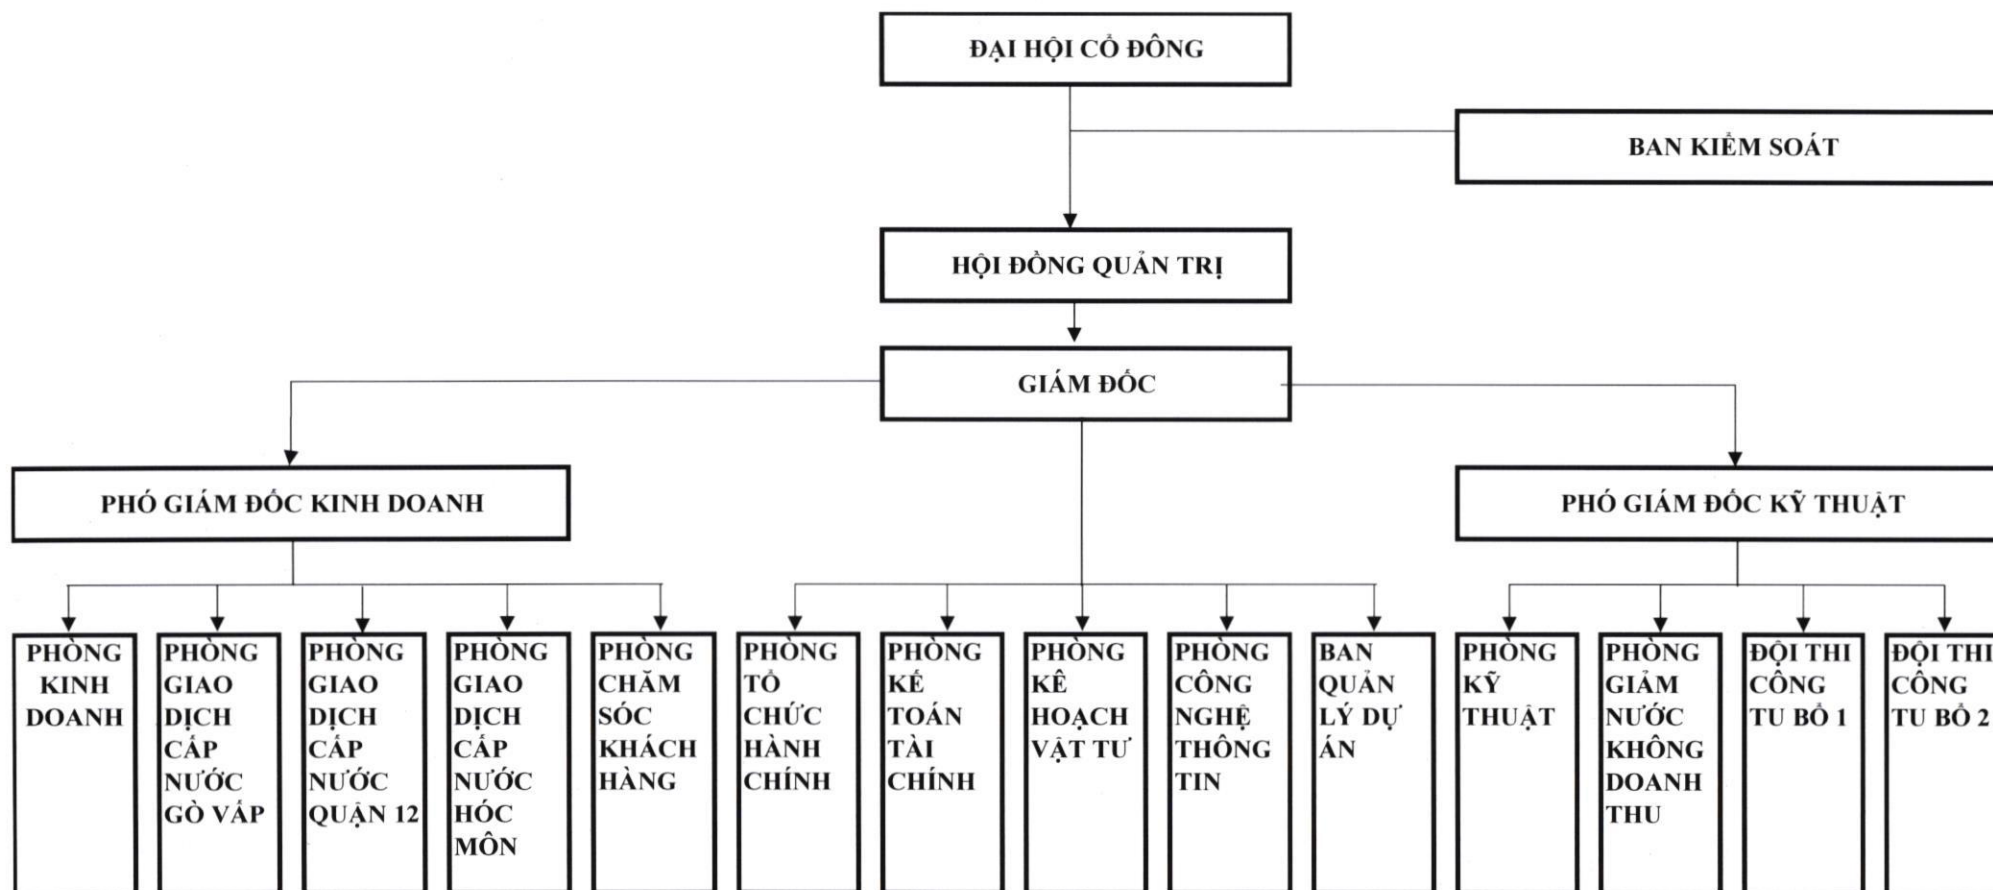 ĐẠI HỘI CỔ ĐÔNG
BAN KIỂM SOÁT
HỘI ĐỒNG QUẢN TRỊ
GIÁM ĐỐC
PHÓ GIÁM ĐỐC KINH DOANH
PHÓ GIÁM ĐỐC KỸ THUẬT
PHÒNG
KINH
DOANH
PHÒNG
GIAO
DỊCH
CẤP
NƯỚC
GÒ VẤP
PHÒNG
GIAO
DỊCH
CẤP
NƯỚC
QUẬN 12
PHÒNG
GIAO
DỊCH
CẤP
NƯỚC
HÓC
MÔN
PHÒNG
CHĂM
SÓC
KHÁCH
HÀNG
PHÒNG
TỔ
CHỨC
HÀNH
CHÍNH
PHÒNG
KẾ
TOÁN
TÀI
CHÍNH
PHÒNG
KÊ
HOẠCH
VẬT TƯ
PHÒNG
CÔNG
NGHỆ
THÔNG
TIN
BAN
QUẢN
LÝ DỰ
ÁN
PHÒNG
KỸ
THUẬT
PHÒNG
GIẢM
NƯỚC
KHÔNG
DOANH
THU
ĐỘI THI
CÔNG
TU BỔ 1
ĐỘI THI
CÔNG
TU BỔ 2